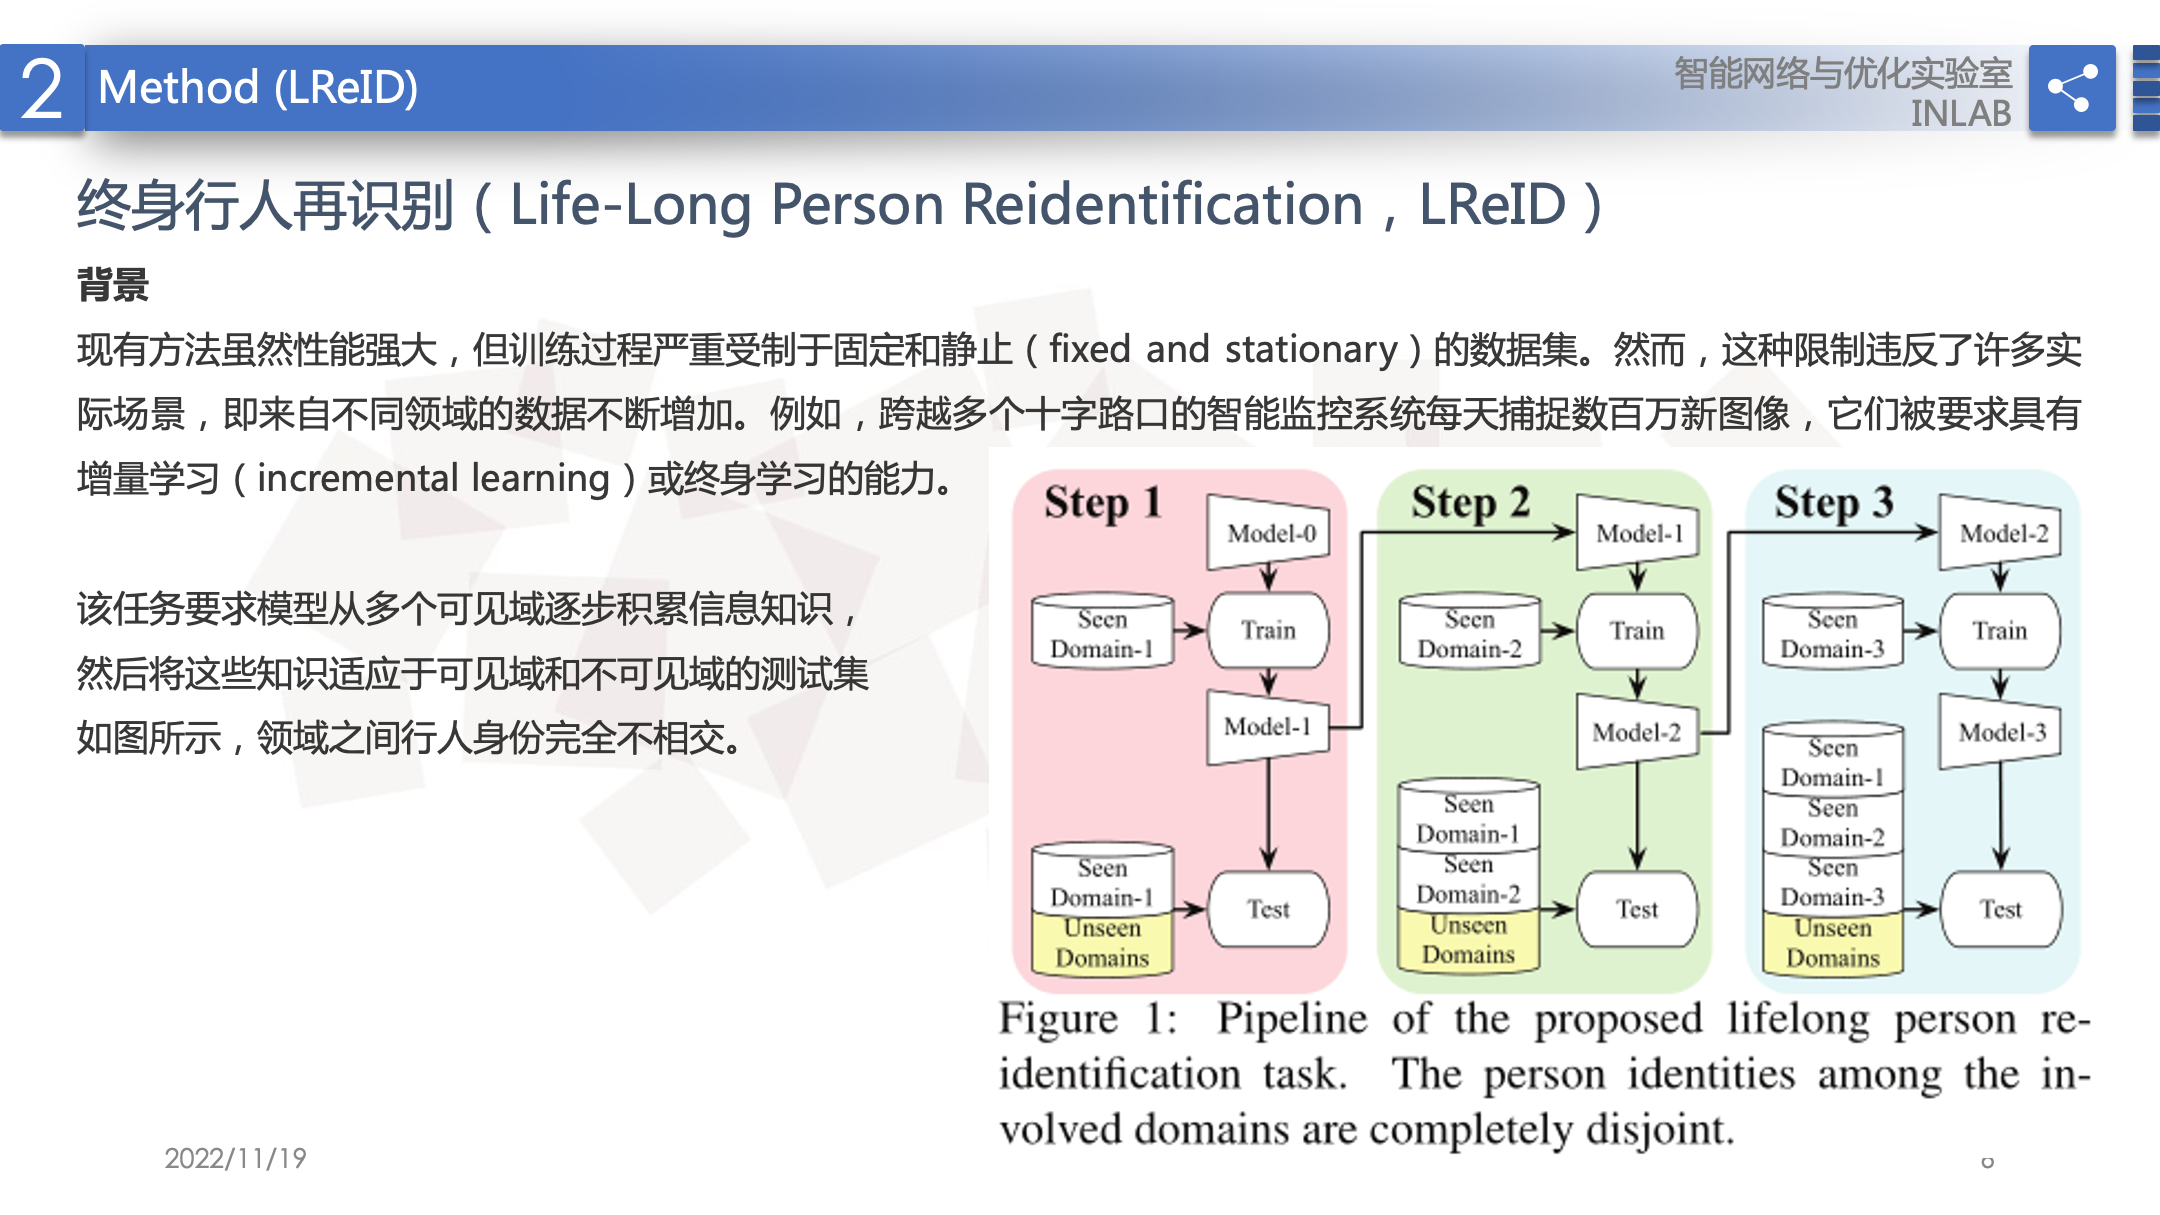 2
Method (LReID)
智能网络与优化实验室
INLAB
终身行人再识别（Life-Long Person Reidentification，LReID）
背景
现有方法虽然性能强大，但训练过程严重受制于固定和静止（fixed and stationary）的数据集。然而，这种限制违反了许多实
际场景，即来自不同领域的数据不断增加。例如，跨越多个十字路口的智能监控系统每天捕捉数百万新图像，它们被要求具有
增量学习（incremental learning）或终身学习的能力。
该任务要求模型从多个可见域逐步积累信息知识，
然后将这些知识适应于可见域和不可见域的测试集
如图所示，领域之间行人身份完全不相交。
Step 1
Model-0
Seen
Domain-1
Train
Model-1
Seen
Domain-1
Unseen
Domains
Test
Step 2
Model-1
Seen
Domain-2
Train
Model-2
Seen
Domain-1
Seen
Domain-2
Unseen
Domains
Test
Step 3
Model-2
Seen
Domain-3
Train
Model-3
Seen
Domain-1
Seen
Domain-2
Seen
Domain-3
Unseen
Domains
Test
Figure 1: Pipeline of the proposed lifelong person re-
identification task. The person identities among the in-
volved domains are completely disjoint.
2022/11/19